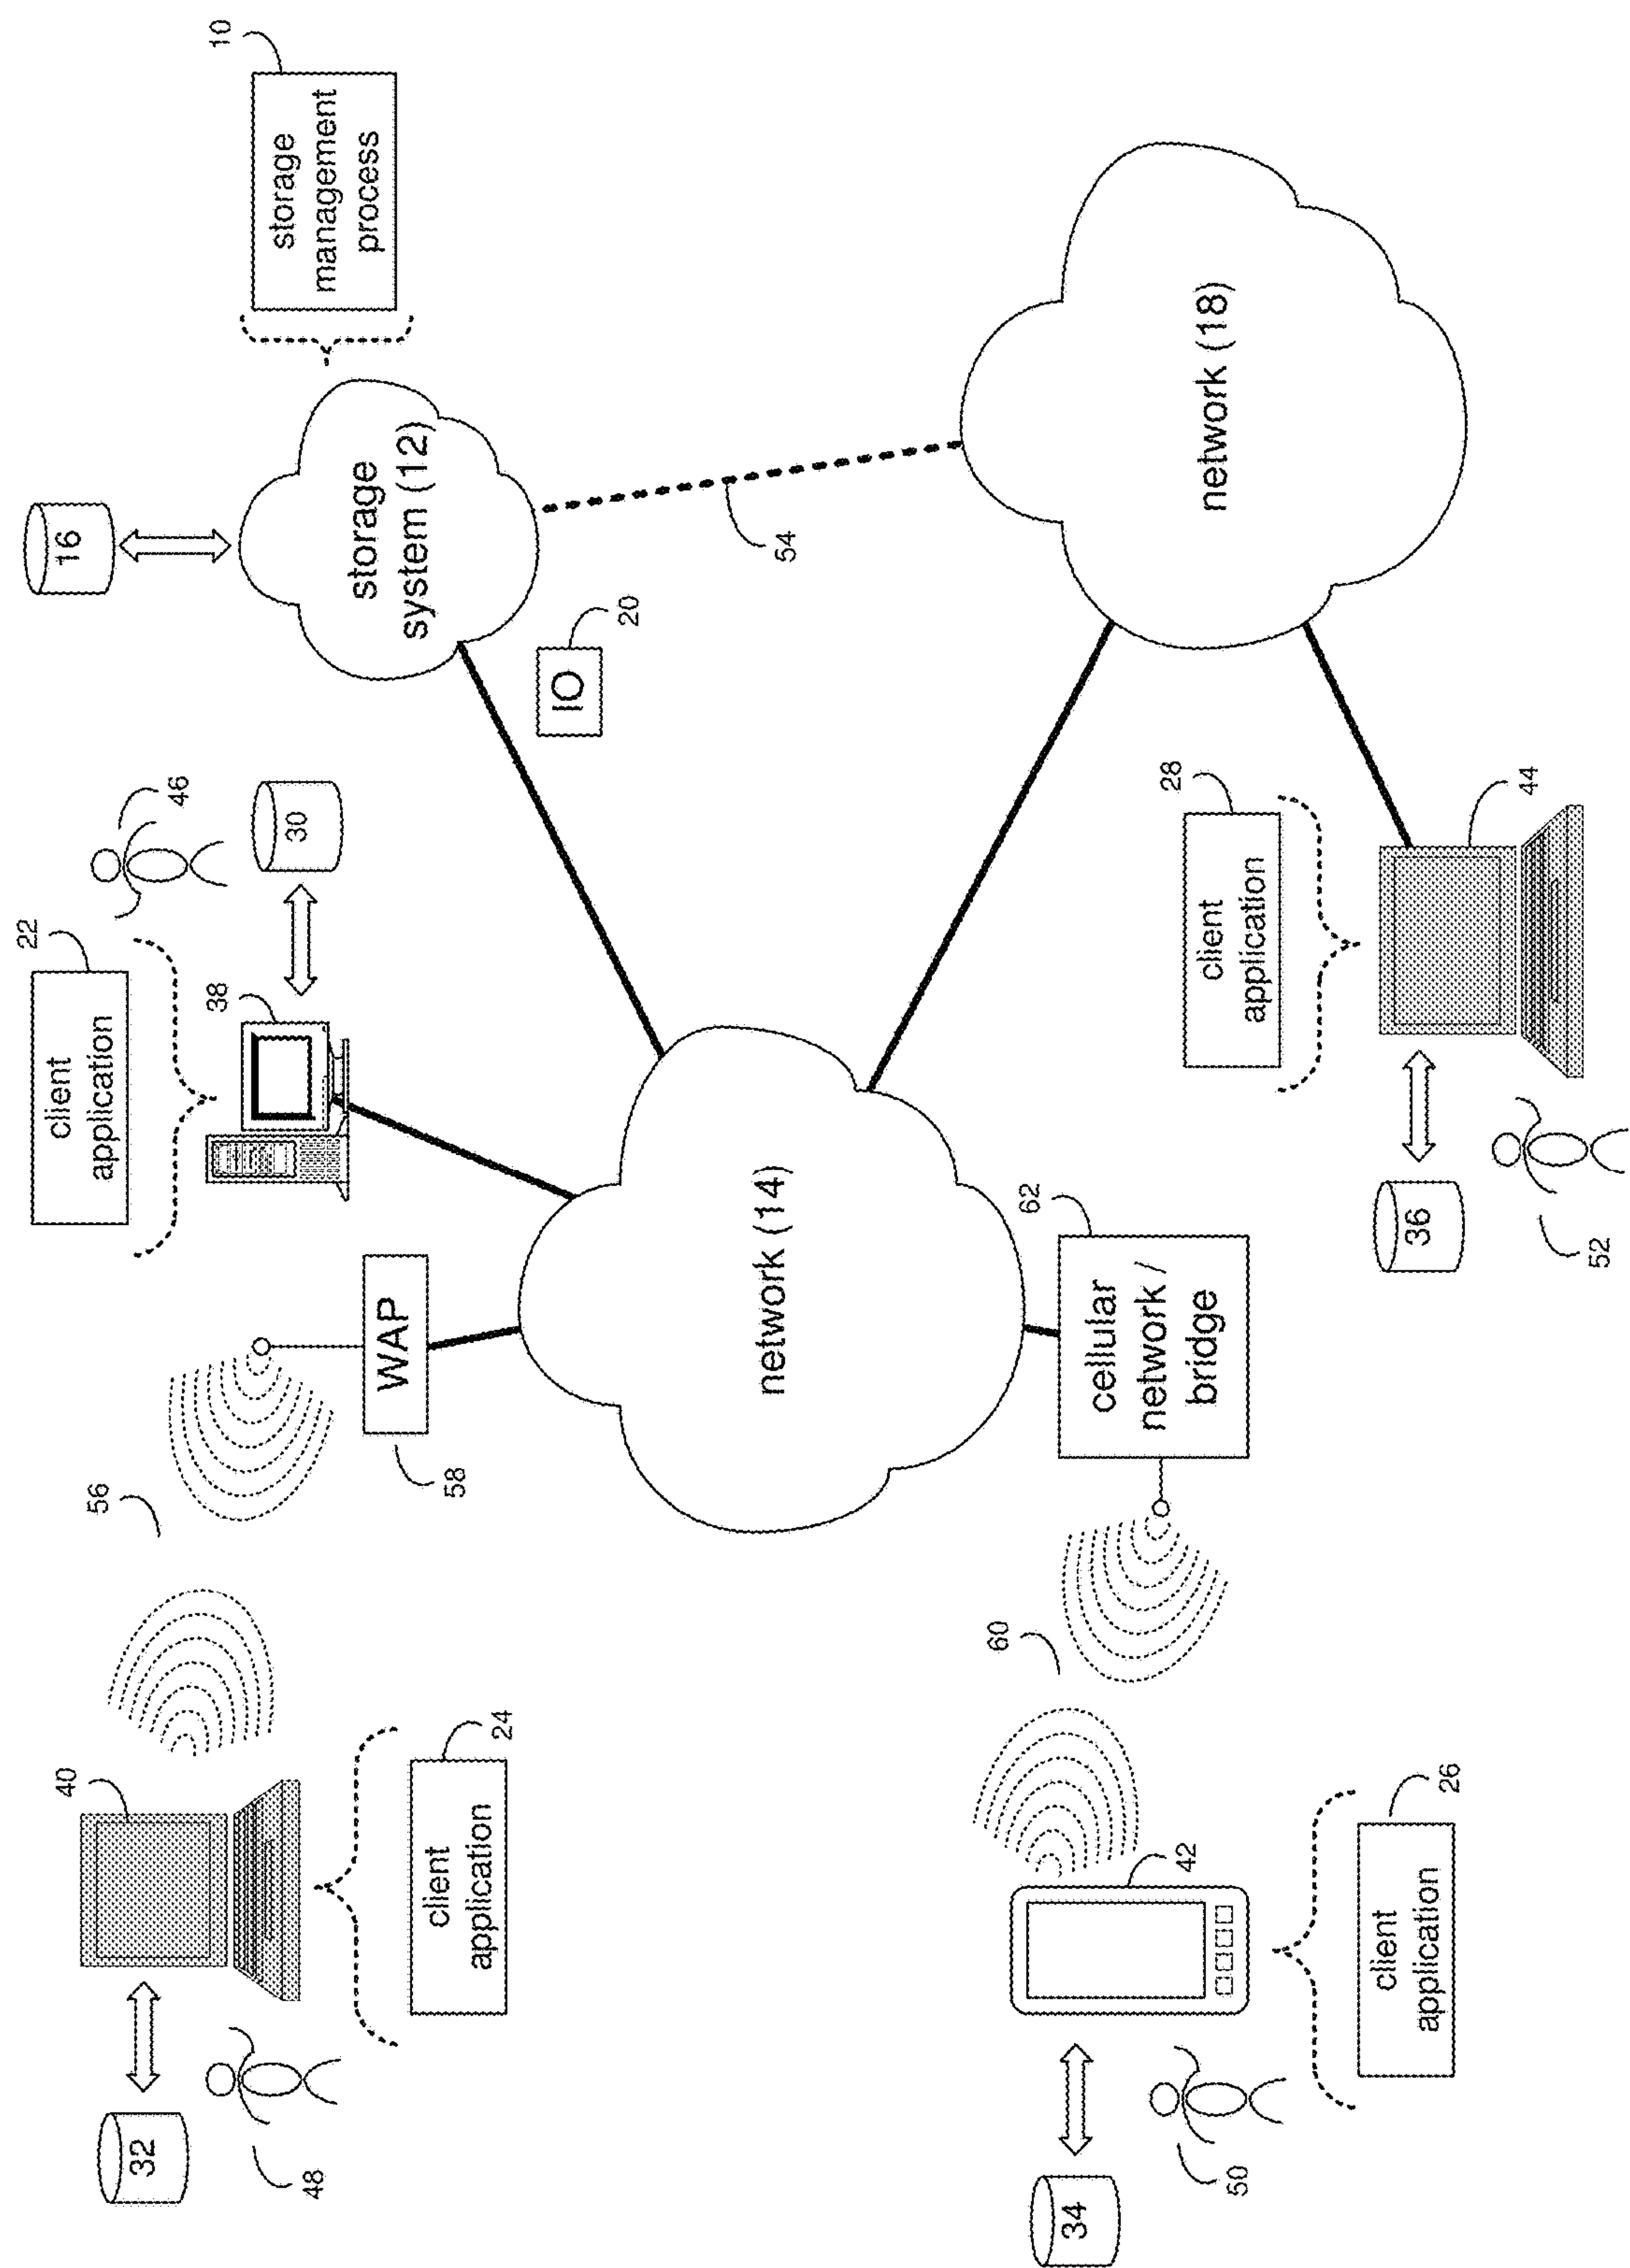 10
storage
management
process
16
storage
system (12)
54
network (18)
IO
20
46
30
22
client
application
38
28
client
application
44
36
52
network (14)
WAP
58
56
62
cellular
network /
bridge
60
40
24
client
application
32
48
42
26
client
application
34
50